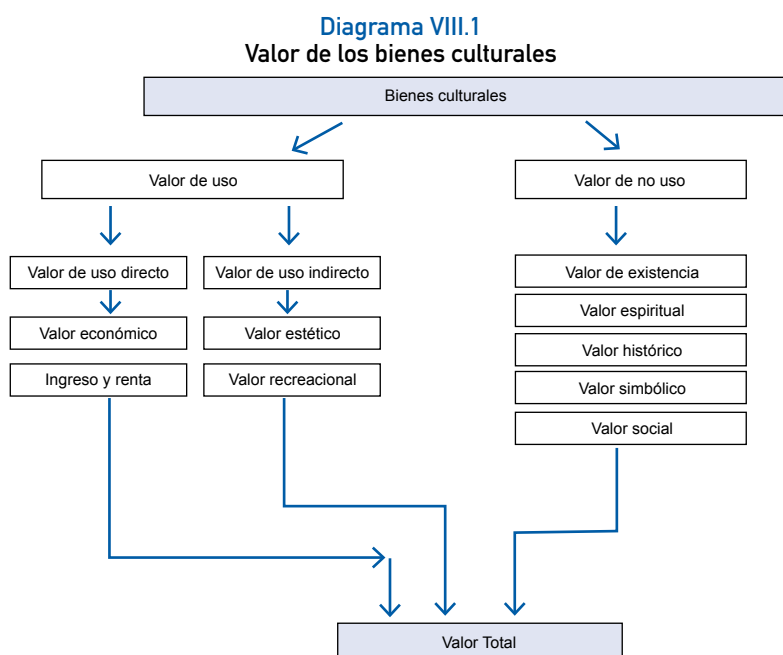 Diagrama VIII.1
Valor de los bienes culturales
Bienes culturales
Valor de uso
Valor de no uso
Valor de uso directo
Valor de uso indirecto
Valor de existencia
Valor espiritual
Valor económico
Valor estético
Valor histórico
Ingreso y renta
Valor recreacional
Valor simbólico
Valor social
Valor Total